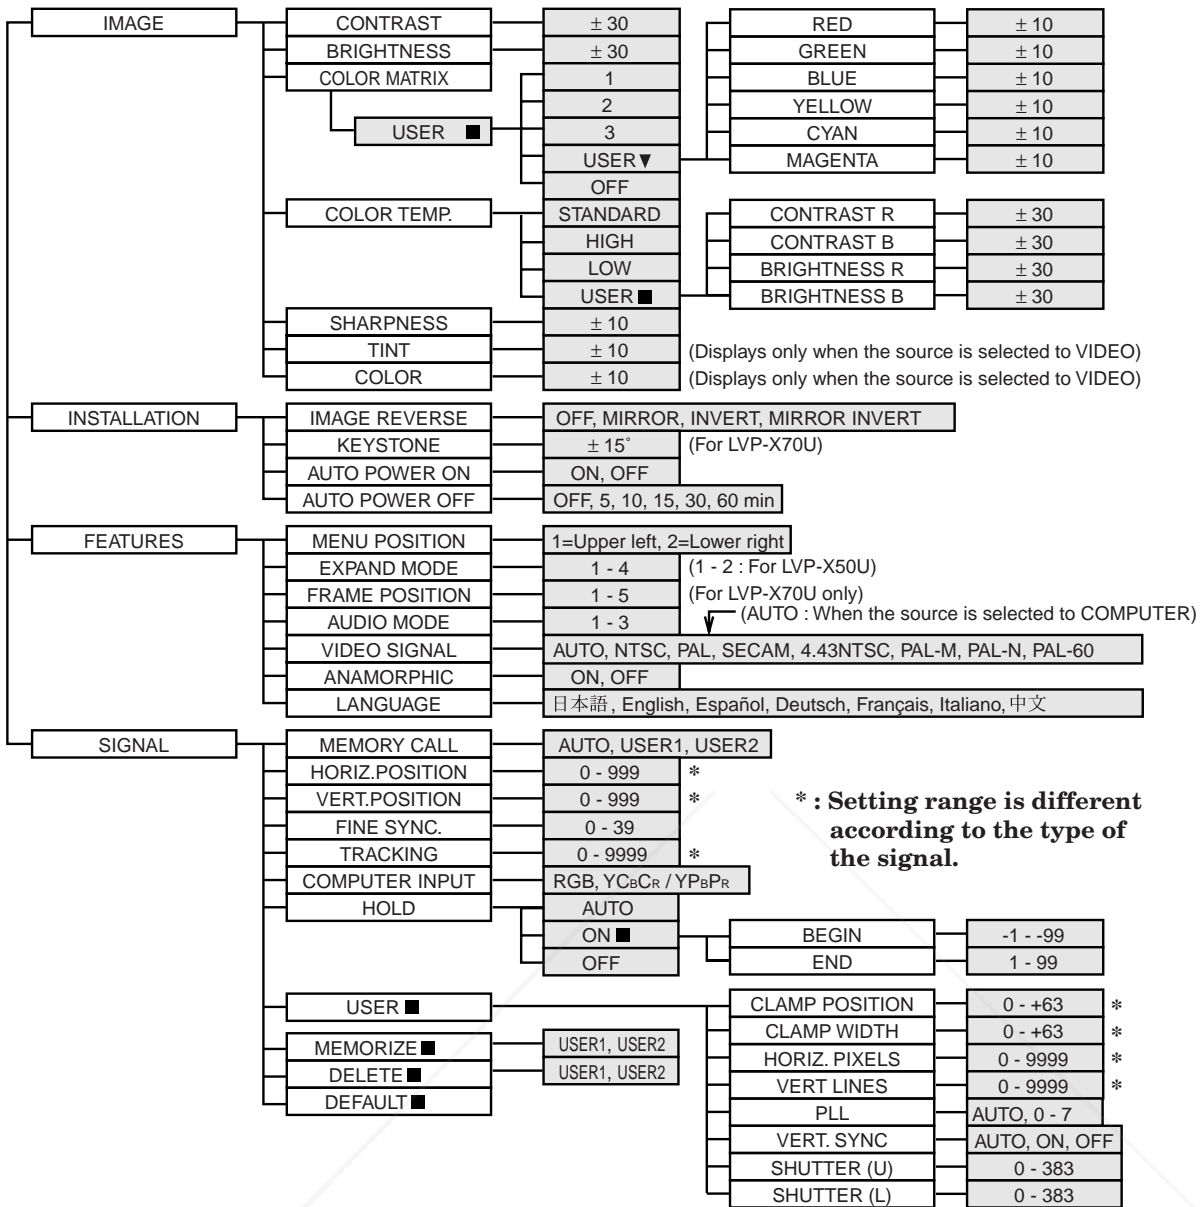 IMAGE CONTRAST ± 30 RED ± 10
BRIGHTNESS ± 30 GREEN ± 10
COLOR MATRIX 1 BLUE ± 10
2 YELLOW ± 10
USER ■ 3 CYAN ± 10
USER▼ MAGENTA ± 10
OFF
COLOR TEMP. STANDARD CONTRAST R ± 30
HIGH CONTRAST B ± 30
LOW BRIGHTNESS R ± 30
USER ■ BRIGHTNESS B ± 30
SHARPNESS ± 10
TINT ± 10 (Displays only when the source is selected to VIDEO)
COLOR ± 10 (Displays only when the source is selected to VIDEO)
INSTALLATION IMAGE REVERSE OFF, MIRROR, INVERT, MIRROR INVERT
KEYSTONE ± 15˚ (For LVP-X70U)
AUTO POWER ON ON, OFF
AUTO POWER OFF OFF, 5, 10, 15, 30, 60 min
FEATURES MENU POSITION 1=Upper left, 2=Lower right
EXPAND MODE 1 - 4 (1 - 2 : For LVP-X50U)
FRAME POSITION 1 - 5 (For LVP-X70U only)
AUDIO MODE 1 - 3 (AUTO : When the source is selected to COMPUTER)
VIDEO SIGNAL AUTO, NTSC, PAL, SECAM, 4.43NTSC, PAL-M, PAL-N, PAL-60
ANAMORPHIC ON, OFF
LANGUAGE 日本語, English, Español, Deutsch, Français, Italiano, 中文
SIGNAL MEMORY CALL AUTO, USER1, USER2
HORIZ.POSITION 0 - 999 *
VERT.POSITION 0 - 999 *
FINE SYNC. 0 - 39
TRACKING 0 - 9999 *
COMPUTER INPUT RGB, YCBCR / YPBPR
* : Setting range is different
according to the type of
the signal.
HOLD AUTO
ON ■ BEGIN -1 - -99
OFF END 1 - 99
USER ■ CLAMP POSITION 0 - +63 *
CLAMP WIDTH 0 - +63 *
MEMORIZE ■ USER1, USER2 HORIZ. PIXELS 0 - 9999 *
DELETE ■ USER1, USER2 VERT LINES 0 - 9999 *
DEFAULT ■ PLL AUTO, 0 - 7
VERT. SYNC AUTO, ON, OFF
SHUTTER (U) 0 - 383
SHUTTER (L) 0 - 383